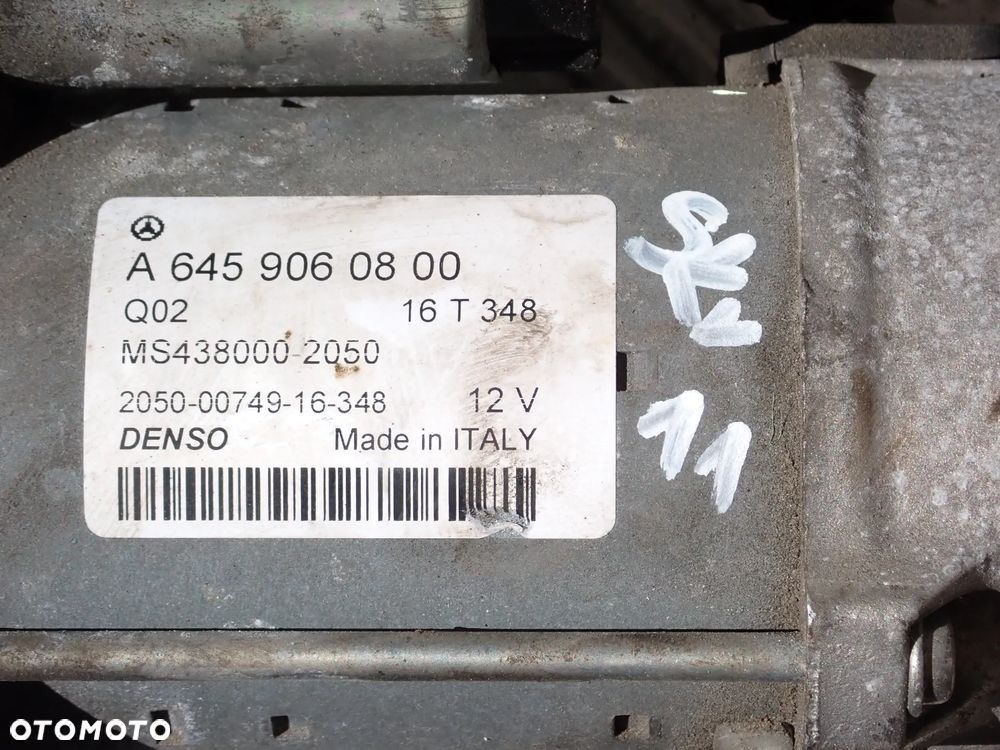 A 645 906 08 00
Q02 16 T 348
MS438000-2050
2050-00749-16-348 12 V
DENSO Made in ITALY
11
OTOMOTO